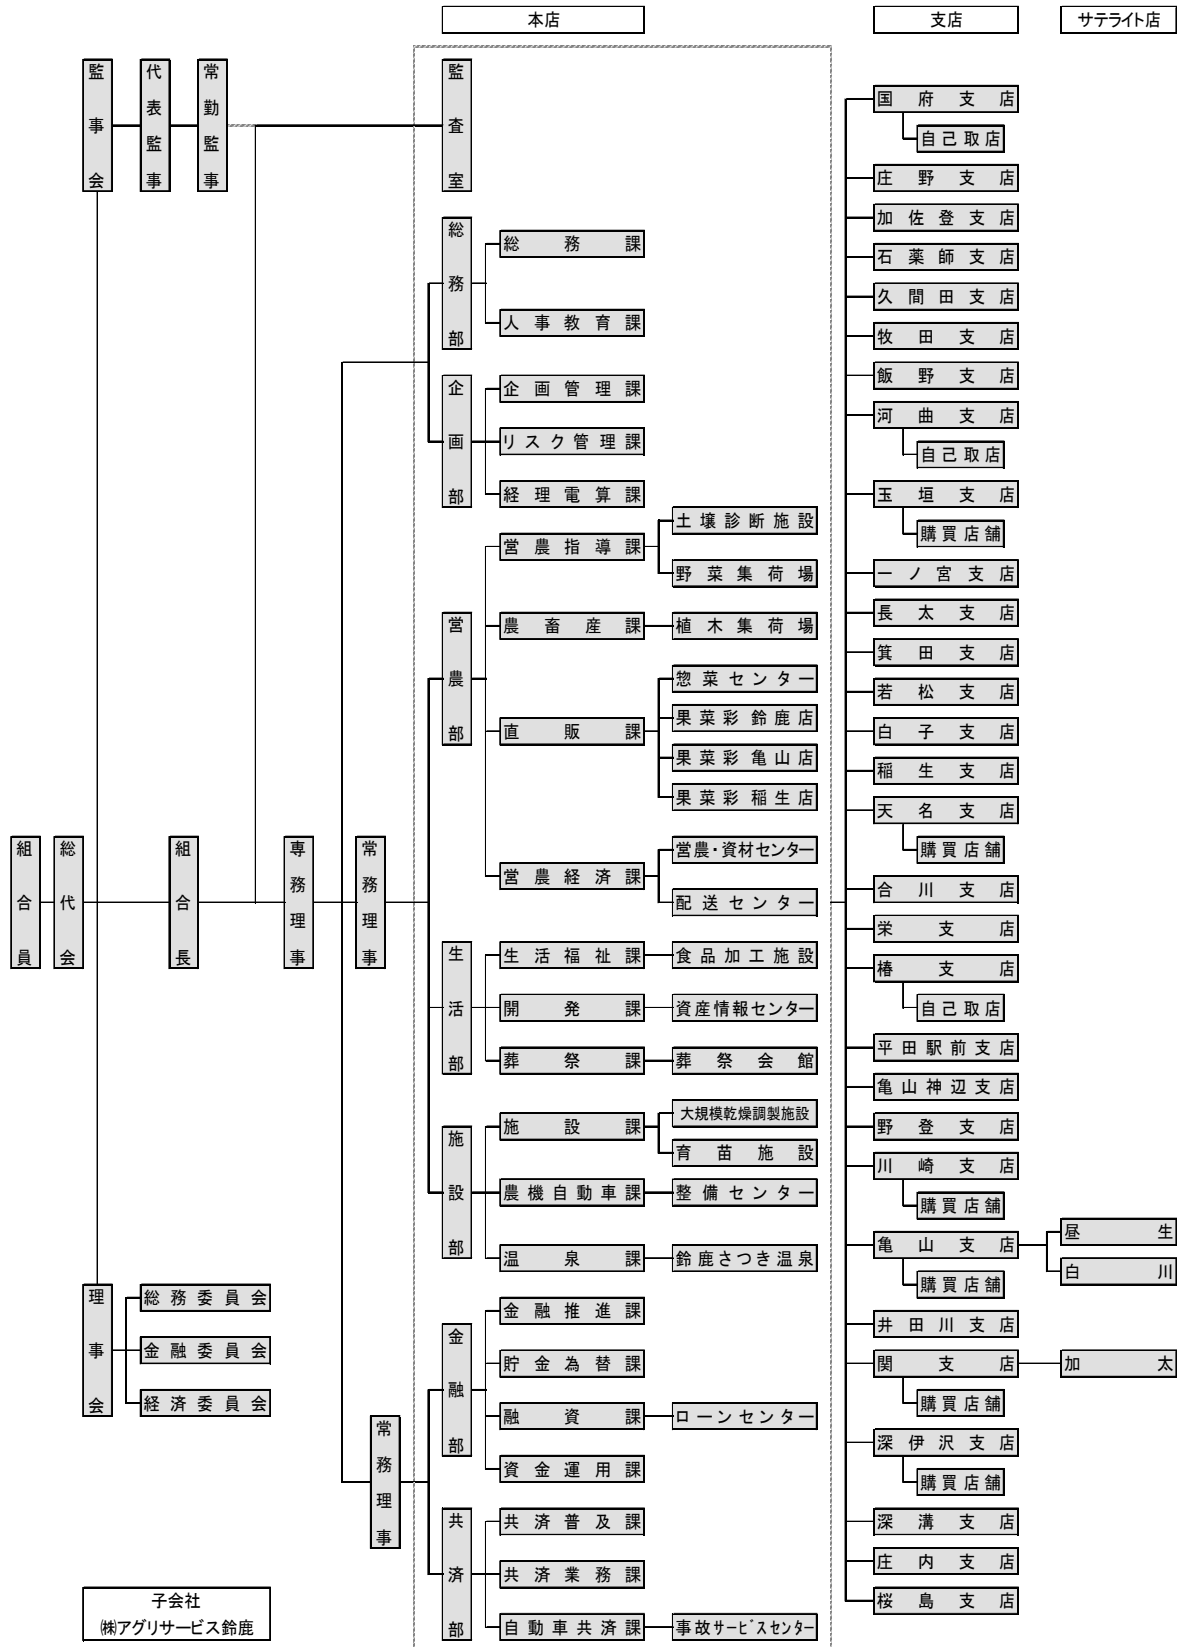 本店
支店
サテライト店
監事会
代表監事
常勤監事
監査室
組合員
総代会
組合長
専務理事
常務理事
理事会
総務委員会
金融委員会
経済委員会
常務理事
子会社
㈱アグリサービス鈴鹿
総務部
総務課
人事教育課
企画部
企画管理課
リスク管理課
経理電算課
営農部
営農指導課
土壌診断施設
野菜集荷場
農畜産課
植木集荷場
直販課
惣菜センター
果菜彩鈴鹿店
果菜彩亀山店
果菜彩稲生店
営農経済課
営農・資材センター
配送センター
生活部
生活福祉課
食品加工施設
開発課
資産情報センター
葬祭課
葬祭会館
施設部
施設課
大規模乾燥調製施設
育苗施設
農機自動車課
整備センター
温泉課
鈴鹿さつき温泉
金融部
金融推進課
貯金為替課
融資課
ローンセンター
資金運用課
共済部
共済普及課
共済業務課
自動車共済課
事故サービスセンター
国府支店
自己取店
庄野支店
加佐登支店
石薬師支店
久間田支店
牧田支店
飯野支店
河曲支店
自己取店
玉垣支店
購買店舗
一ノ宮支店
長太支店
箕田支店
若松支店
白子支店
稲生支店
天名支店
購買店舗
合川支店
栄支店
椿支店
自己取店
平田駅前支店
亀山神辺支店
野登支店
川崎支店
購買店舗
亀山支店
昼生
白川
購買店舗
井田川支店
関支店
加太
購買店舗
深伊沢支店
購買店舗
深溝支店
庄内支店
桜島支店